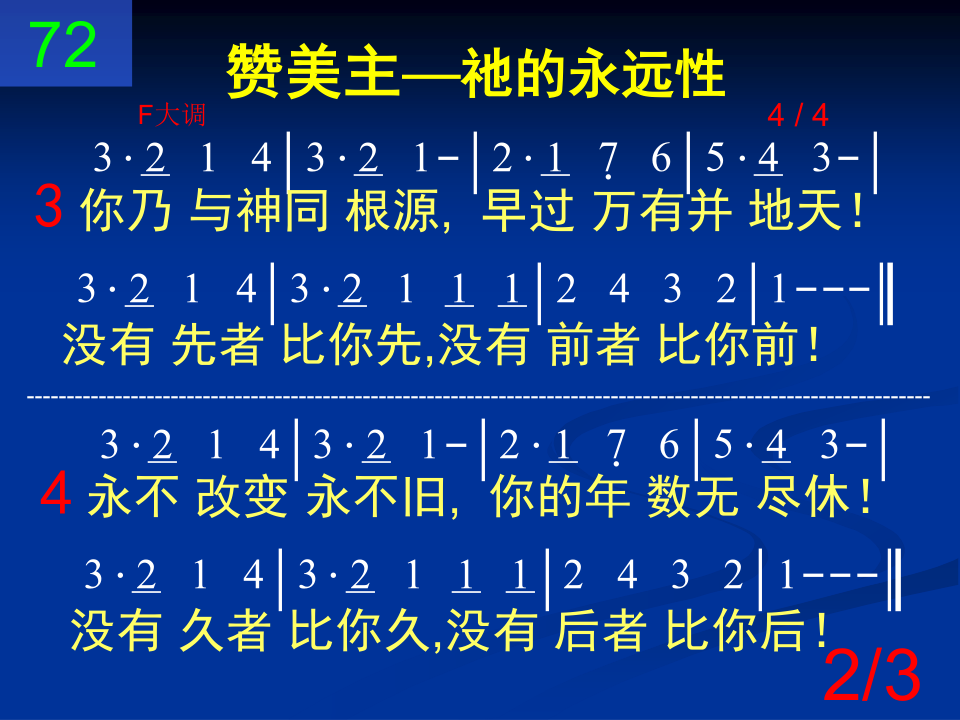 72
赞美主—祂的永远性
F大调 4 / 4
3 · 2 1 4 | 3 · 2 1 – | 2 · 1 7̣ 6 | 5 · 4 3 – |
3 你乃 与神同 根源, 早过 万有并 地天！
3 · 2 1 4 | 3 · 2 1 1 1 | 2 4 3 2 | 1 – – – ‖
没有 先者 比你先,没有 前者 比你前！
3 · 2 1 4 | 3 · 2 1 – | 2 · 1 7̣ 6 | 5 · 4 3 – |
4 永不 改变 永不旧, 你的年 数无 尽休！
3 · 2 1 4 | 3 · 2 1 1 1 | 2 4 3 2 | 1 – – – ‖
没有 久者 比你久,没有 后者 比你后！
2/3